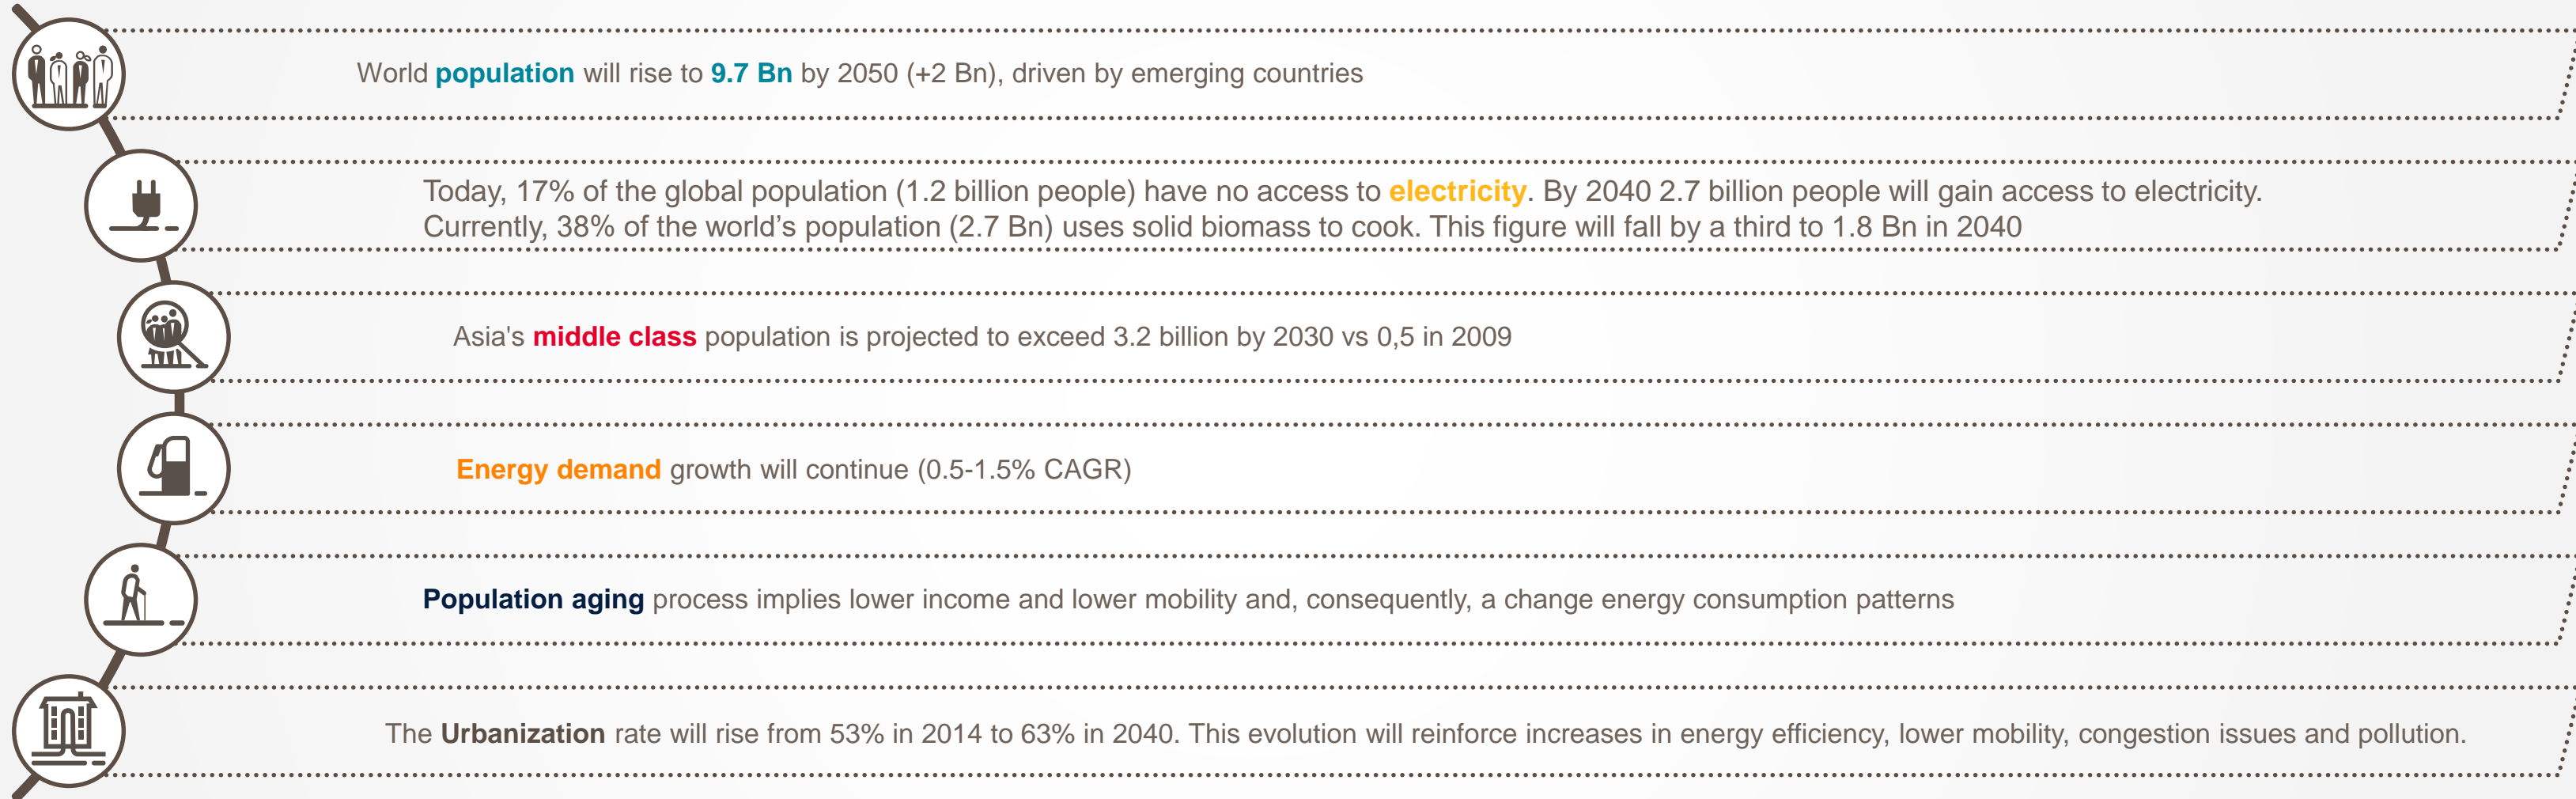 World population will rise to 9.7 Bn by 2050 (+2 Bn), driven by emerging countries
Today, 17% of the global population (1.2 billion people) have no access to electricity. By 2040 2.7 billion people will gain access to electricity.
Currently, 38% of the world’s population (2.7 Bn) uses solid biomass to cook. This figure will fall by a third to 1.8 Bn in 2040
Asia's middle class population is projected to exceed 3.2 billion by 2030 vs 0,5 in 2009
Energy demand growth will continue (0.5-1.5% CAGR)
Population aging process implies lower income and lower mobility and, consequently, a change energy consumption patterns
The Urbanization rate will rise from 53% in 2014 to 63% in 2040. This evolution will reinforce increases in energy efficiency, lower mobility, congestion issues and pollution.